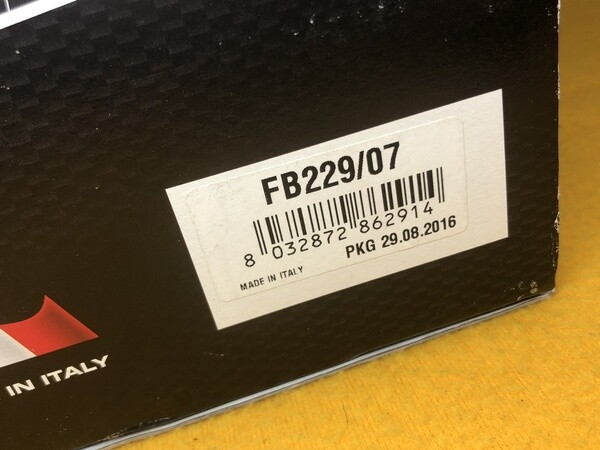 FB229/07
8 032872 862914
PKG 29.08.2016
MADE IN ITALY
IN ITALY